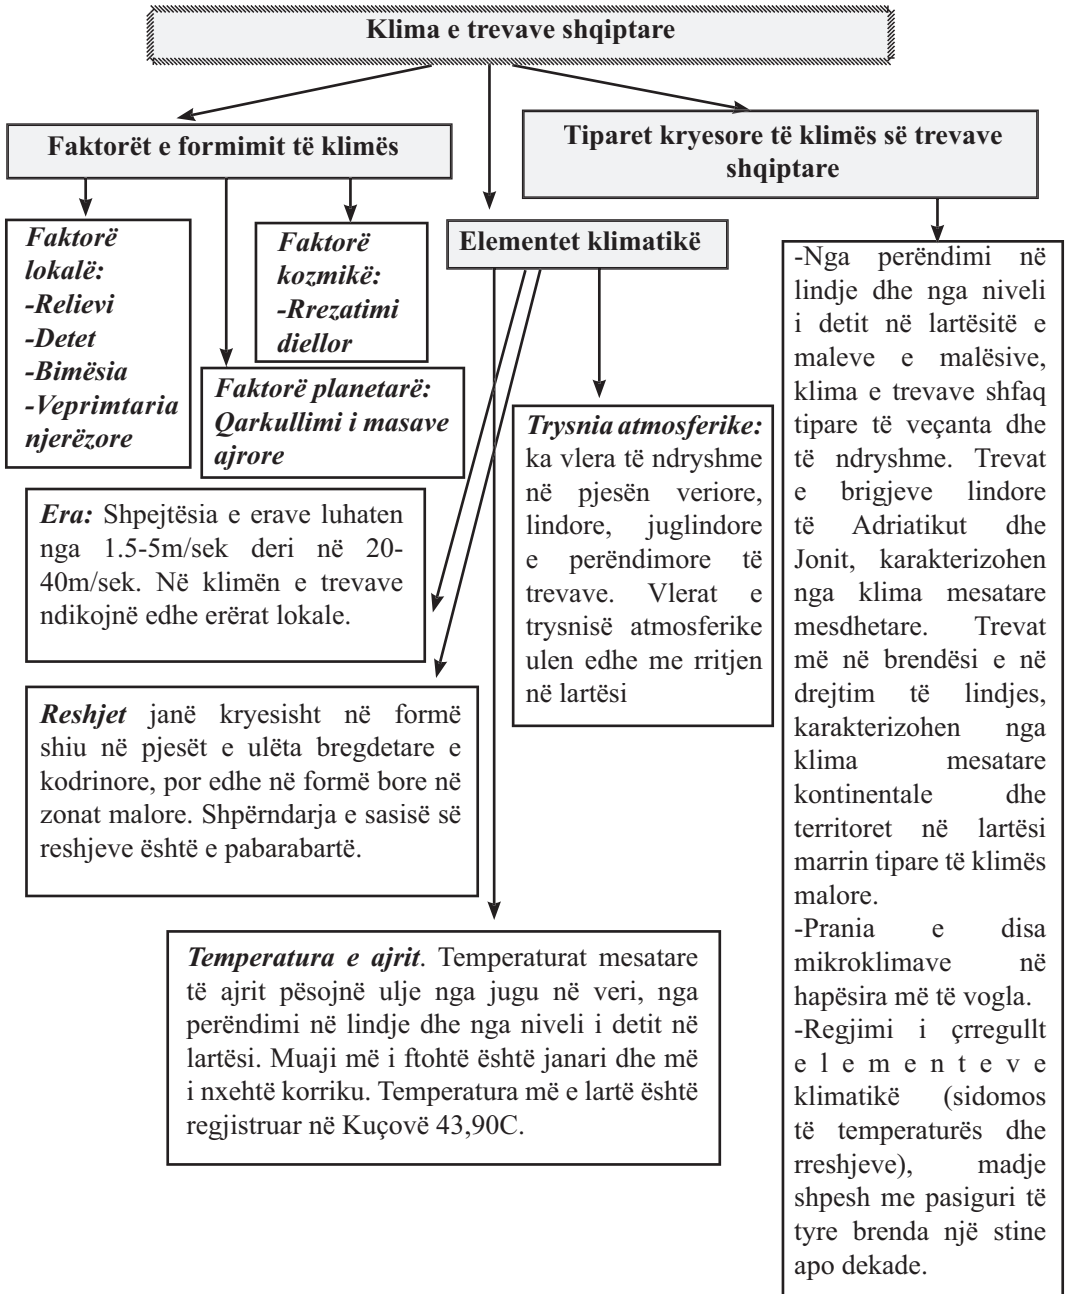 Klima e trevave shqiptare
Faktorët e formimit të klimës
Tiparet kryesore të klimës së trevave
shqiptare
Faktorë
lokalë:
-Relievi
-Detet
-Bimësia
-Veprimtaria
njerëzore
Faktorë
kozmikë:
-Rrezatimi
diellor
Faktorë planetarë:
Qarkullimi i masave
ajrore
Elementet klimatikë
Era: Shpejtësia e erave luhaten
nga 1.5-5m/sek deri në 20-
40m/sek. Në klimën e trevave
ndikojnë edhe erërat lokale.
Reshjet janë kryesisht në formë
shiu në pjesët e ulëta bregdetare e
kodrinore, por edhe në formë bore në
zonat malore. Shpërndarja e sasisë së
reshjeve është e pabarabartë.
Temperatura e ajrit. Temperaturat mesatare
të ajrit pësojnë ulje nga jugu në veri, nga
perëndimi në lindje dhe nga niveli i detit në
lartësi. Muaji më i ftohtë është janari dhe më
i nxehtë korriku. Temperatura më e lartë është
regjistruar në Kuçovë 43,90C.
Trysnia atmosferike:
ka vlera të ndryshme
në pjesën veriore,
lindore, juglindore
e perëndimore të
trevave. Vlerat e
trysnisë atmosferike
ulen edhe me rritjen
në lartësi
-Nga perëndimi në
lindje dhe nga niveli
i detit në lartësitë e
maleve e malësive,
klima e trevave shfaq
tipare të veçanta dhe
të ndryshme. Trevat
e brigjeve lindore
të Adriatikut dhe
Jonit, karakterizohen
nga klima mesatare
mesdhetare. Trevat
më në brendësi e në
drejtim të lindjes,
karakterizohen nga
klima mesatare
kontinentale dhe
territoret në lartësi
marrin tipare të klimës
malore.
-Prania e disa
mikroklimave në
hapësira më të vogla.
-Regjimi i çrregullt
e l e m e n t e v e
klimatikë (sidomos
të temperaturës dhe
rreshjeve), madje
shpesh me pasiguri të
tyre brenda një stine
apo dekade.